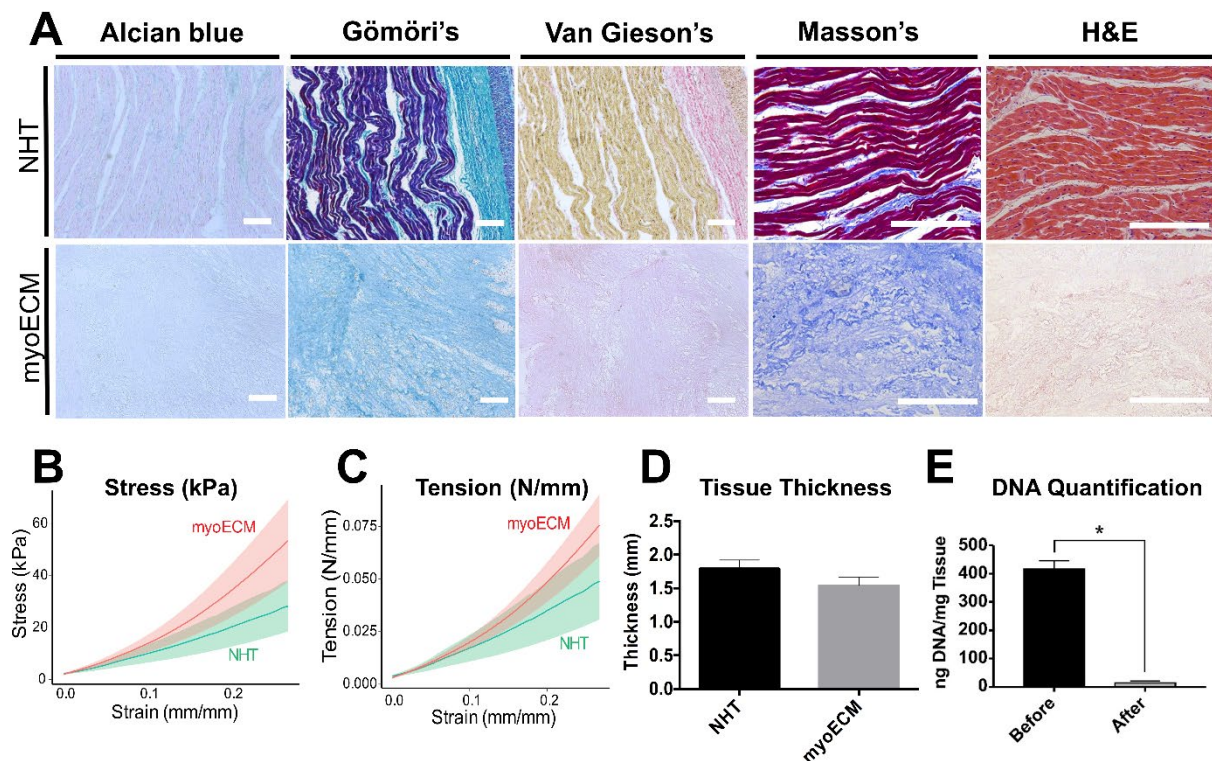 A
Alcian blue
Gömöri's
Van Gieson's
Masson's
H&E
NHT
myoECM
B
Stress (kPa)
Stress (kPa)
60
40
20
0
myoECM
NHT
0.0
0.1
0.2
Strain (mm/mm)
C
Tension (N/mm)
Tension (N/mm)
0.075
0.050
0.025
0.000
myoECM
NHT
0.0
0.1
0.2
Strain (mm/mm)
D
Tissue Thickness
Thickness (mm)
2.5
2.0
1.5
1.0
0.5
0.0
NHT
myoECM
E
DNA Quantification
ng DNA/mg Tissue
500
400
300
200
100
0
*
Before
After